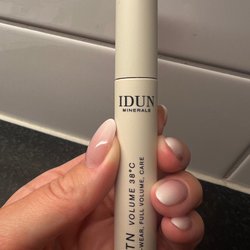 IDUN
MINERALS
VOLUME 38°C
WEAR, FULL VOLUME, CARE